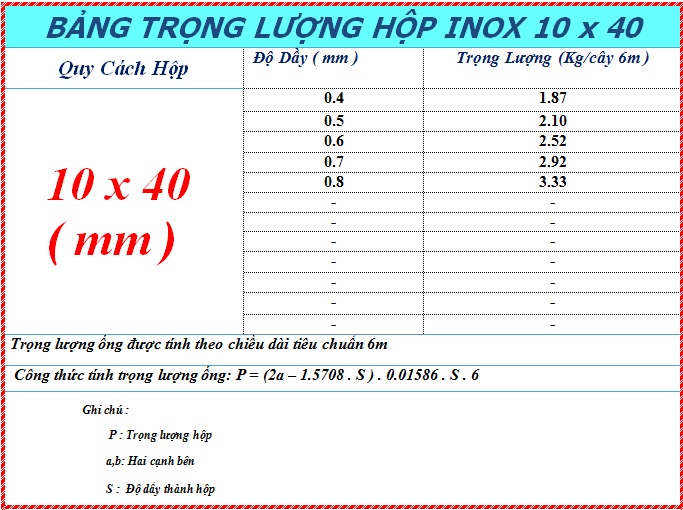 BẢNG TRỌNG LƯỢNG HỘP INOX 10 x 40
Quy Cách Hộp Độ Dầy ( mm ) Trọng Lượng (Kg/cây 6m )
10 x 40
( mm )
0.4 1.87
0.5 2.10
0.6 2.52
0.7 2.92
0.8 3.33
- -
- -
- -
- -
- -
- -
- -
Trọng lượng ống được tính theo chiều dài tiêu chuẩn 6m
Công thức tính trọng lượng ống: P = (2a – 1.5708 . S ) . 0.01586 . S . 6
Ghi chú :
P : Trọng lượng hộp
a,b: Hai cạnh bên
S : Độ dầy thành hộp